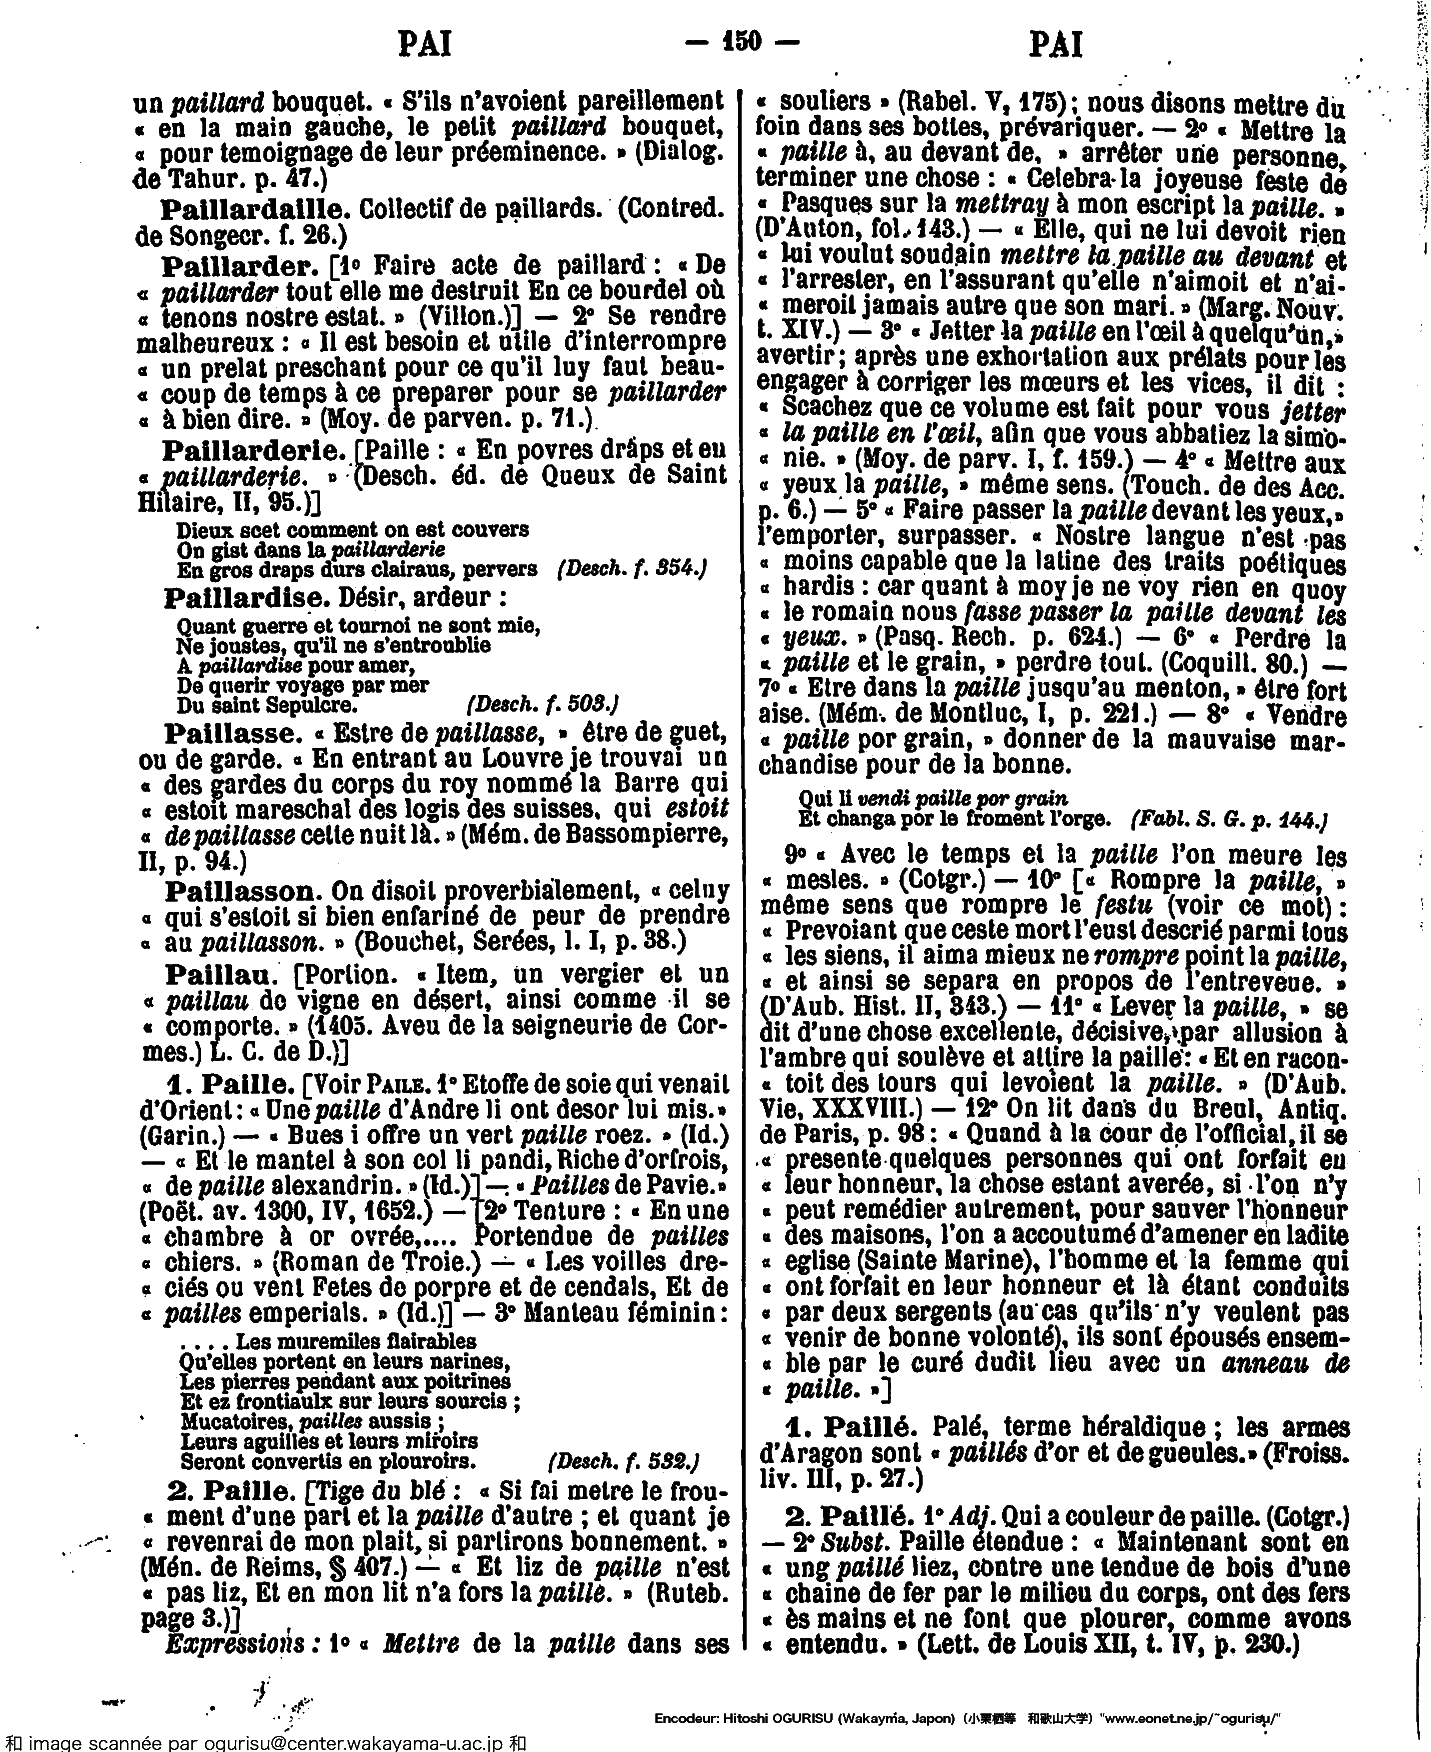 PAI — 150 — PAI
un paillard bouquet. « S'ils n'avoient pareillement
« en la main gauche, le petit paillard bouquet,
« pour temoignage de leur préeminence. » (Dialog.
de Tahur. p. 47.)
Paillardaille. Collectif de paillards. (Contred.
de Songecr. f. 26.)
Paillarder. [1º Faire acte de paillard : « De
« paillarder tout elle me destruit En ce bourdel où
« tenons nostre estat. » (Villon.)] — 2º Se rendre
malheureux : « Il est besoin et utile d'interrompre
« un prelat preschant pour ce qu'il luy faut beau-
« coup de temps à ce preparer pour se paillarder
« à bien dire. » (Moy. de parven. p. 71.)
Paillarderie. [Paille : « En povres draps et en
« paillarderie. » (Desch. éd. de Queux de Saint
Hilaire, II, 95.)]
Dieux scet comment on est couvers
On gist dans la paillarderie
En gros draps durs clairaus, pervers (Desch. f. 354.)
Paillardise. Désir, ardeur :
Quant guerre et tournoi ne sont mie,
Ne joustes, qu'il ne s'entroublie
A paillardise pour amer,
De querir voyage par mer
Du saint Sepulcre. (Desch. f. 503.)
Paillasse. « Estre de paillasse, » être de guet,
ou de garde. « En entrant au Louvre je trouvai un
« des gardes du corps du roy nommé la Barre qui
« estoit mareschal des logis des suisses, qui estoit
« de paillasse cette nuit là. » (Mém. de Bassompierre,
II, p. 94.)
Paillasson. On disoit proverbialement, « celuy
« qui s'estoit si bien enfariné de peur de prendre
« au paillasson. » (Bouchet, Serées, l. I, p. 38.)
Paillau. [Portion. « Item, un vergier et un
« paillau de vigne en désert, ainsi comme il se
« comporte. » (1405. Aveu de la seigneurie de Cor-
mes.) L. C. de D.)]
1. Paille. [Voir PAILE. 1º Etoffe de soie qui venait
d'Orient : « Une paille d'Andre li ont desor lui mis. »
(Garin.) — « Bues i offre un vert paille roez. » (Id.)
— « Et le mantel à son col li pandi, Riche d'orfrois,
« de paille alexandrin. » (Id.)] — « Pailles de Pavie. »
(Poët. av. 1300, IV, 1652.) — [2º Tenture : « En une
« chambre à or ovrée,.... Portendue de pailles
« chiers. » (Roman de Troie.) — « Les voilles dre-
« ciés ou vent Fetes de porpre et de cendals, Et de
« pailles emperials. » (Id.)] — 3º Manteau féminin :
.... Les muremiles flairables
Qu'elles portent en leurs narines,
Les pierres pendant aux poitrines
Et ez frontiaulx sur leurs sourcis ;
Mucatoires, pailles aussis ;
Leurs aguilles et leurs miroirs
Seront convertis en plouroirs. (Desch. f. 532.)
2. Paille. [Tige du blé : « Si fai metre le frou-
« ment d'une part et la paille d'autre ; et quant je
« revenrai de mon plait, si partirons bonnement. »
(Mén. de Reims, § 407.) — « Et liz de paille n'est
« pas liz, Et en mon lit n'a fors la paille. » (Ruteb.
page 3.)]
Expressions : 1º « Mettre de la paille dans ses
« souliers » (Rabel. V, 175) ; nous disons mettre du
foin dans ses bottes, prévariquer. — 2º « Mettre la
« paille à, au devant de, » arrêter une personne,
terminer une chose : « Celebra la joyeuse feste de
« Pasques sur la mettray à mon escript la paille. »
(D'Auton, fol. 143.) — « Elle, qui ne lui devoit rien
« lui voulut soudain mettre la paille au devant et
« l'arrester, en l'assurant qu'elle n'aimoit et n'ai-
« meroit jamais autre que son mari. » (Marg. Nouv.
t. XIV.) — 3º « Jetter la paille en l'œil à quelqu'un, »
avertir ; après une exhortation aux prélats pour les
engager à corriger les mœurs et les vices, il dit :
« Scachez que ce volume est fait pour vous jetter
« la paille en l'œil, afin que vous abbatiez la simo-
« nie. » (Moy. de parv. I, f. 159.) — 4º « Mettre aux
« yeux la paille, » même sens. (Touch. de des Acc.
p. 6.) — 5º « Faire passer la paille devant les yeux, »
l'emporter, surpasser. « Nostre langue n'est pas
« moins capable que la latine des traits poétiques
« hardis : car quant à moy je ne voy rien en quoy
« le romain nous fasse passer la paille devant les
« yeux. » (Pasq. Rech. p. 624.) — 6º « Perdre la
« paille et le grain, » perdre tout. (Coquill. 80.) —
7º « Etre dans la paille jusqu'au menton, » être fort
aise. (Mém. de Montluc, I, p. 221.) — 8º « Vendre
« paille por grain, » donner de la mauvaise mar-
chandise pour de la bonne.
Qui li vendi paille por grain
Et changa por le froment l'orge. (Fabl. S. G. p. 144.)
9º « Avec le temps et la paille l'on meure les
« mesles. » (Cotgr.) — 10º [« Rompre la paille, »
même sens que rompre le festu (voir ce mot) :
« Prevoiant que ceste mort l'eust descrié parmi tous
« les siens, il aima mieux ne rompre point la paille,
« et ainsi se separa en propos de l'entreveue. »
(D'Aub. Hist. II, 343.) — 11º « Lever la paille, » se
dit d'une chose excellente, décisive, par allusion à
l'ambre qui soulève et attire la paille : « Et en racon-
« toit des tours qui levoient la paille. » (D'Aub.
Vie, XXXVIII.) — 12º On lit dans du Breul, Antiq.
de Paris, p. 98 : « Quand à la cour de l'official, il se
« presente quelques personnes qui ont forfait en
« leur honneur, la chose estant averée, si l'on n'y
« peut remédier autrement, pour sauver l'honneur
« des maisons, l'on a accoutumé d'amener en ladite
« eglise (Sainte Marine), l'homme et la femme qui
« ont forfait en leur honneur et là étant conduits
« par deux sergents (au cas qu'ils n'y veulent pas
« venir de bonne volonté), ils sont épousés ensem-
« ble par le curé dudit lieu avec un anneau de
« paille. »]
1. Paillé. Palé, terme héraldique ; les armes
d'Aragon sont « paillés d'or et de gueules. » (Froiss.
liv. III, p. 27.)
2. Paillé. 1º Adj. Qui a couleur de paille. (Cotgr.)
— 2º Subst. Paille étendue : « Maintenant sont en
« ung paillé liez, contre une tendue de bois d'une
« chaine de fer par le milieu du corps, ont des fers
« ès mains et ne font que plourer, comme avons
« entendu. » (Lett. de Louis XII, t. IV, p. 230.)
Encodeur: Hitoshi OGURISU (Wakayma, Japon) (小栗栖等 和歌山大学) "www.eonet.ne.jp/~ogurisu/"
和 image scannée par ogurisu@center.wakayama-u.ac.jp 和